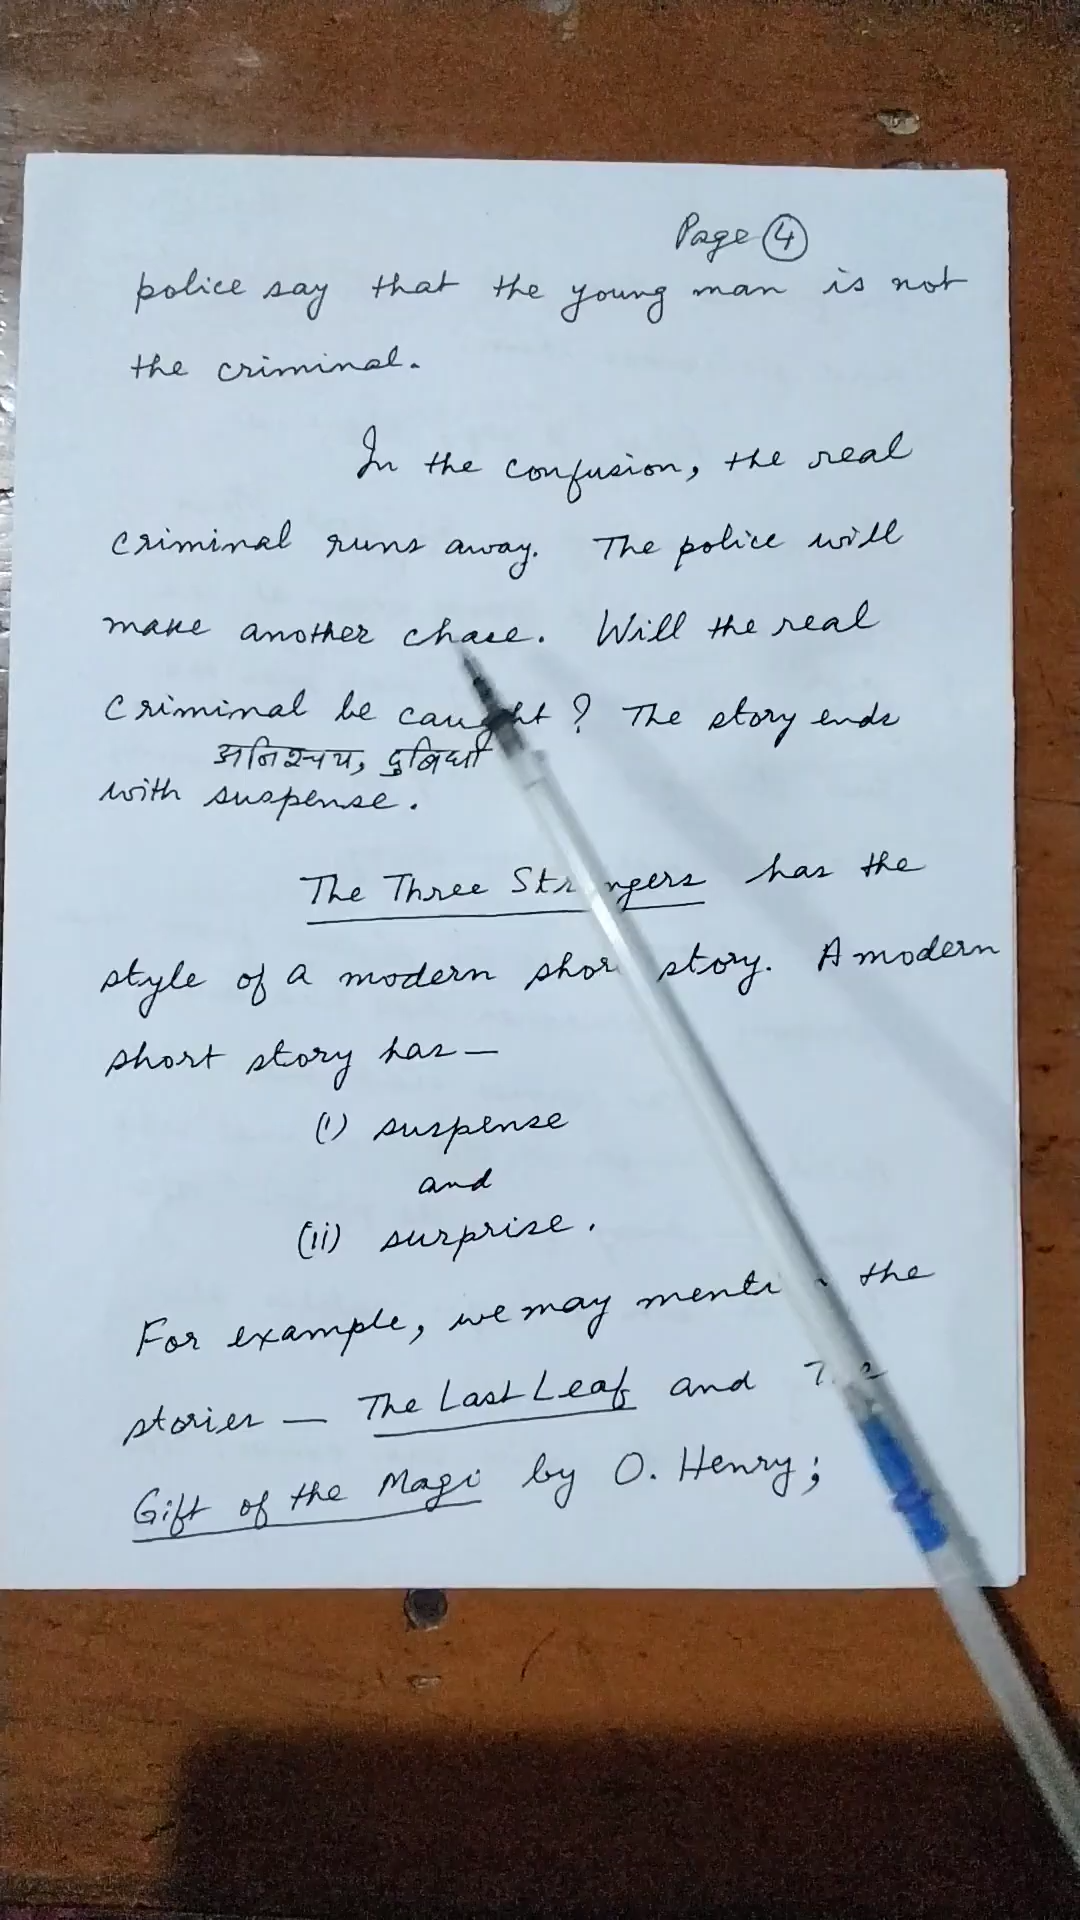 Page 4
police say that the young man is not
the criminal.
In the confusion, the real
criminal runs away. The police will
make another chase. Will the real
criminal be caught? The story ends
अनिश्चय, दुविधा
with suspense.
The Three Strangers has the
style of a modern short story. A modern
short story has —
(i) suspense
and
(ii) surprise.
For example, we may mention the
stories — The Last Leaf and The
Gift of the Magi by O. Henry;